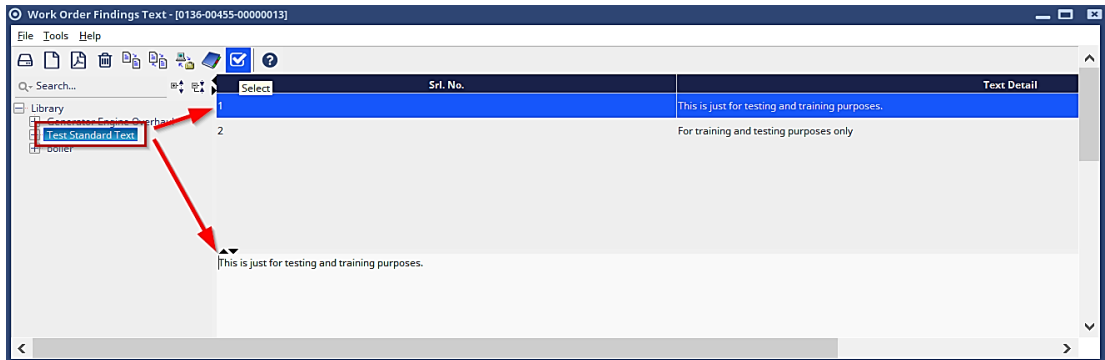 Work Order Findings Text - [0136-00455-00000013]
File Tools Help
Search...
Select
Srl. No.
Text Detail
Library
Generator Engine Overhaul
Test Standard Text
Boiler
1
This is just for testing and training purposes.
2
For training and testing purposes only
This is just for testing and training purposes.